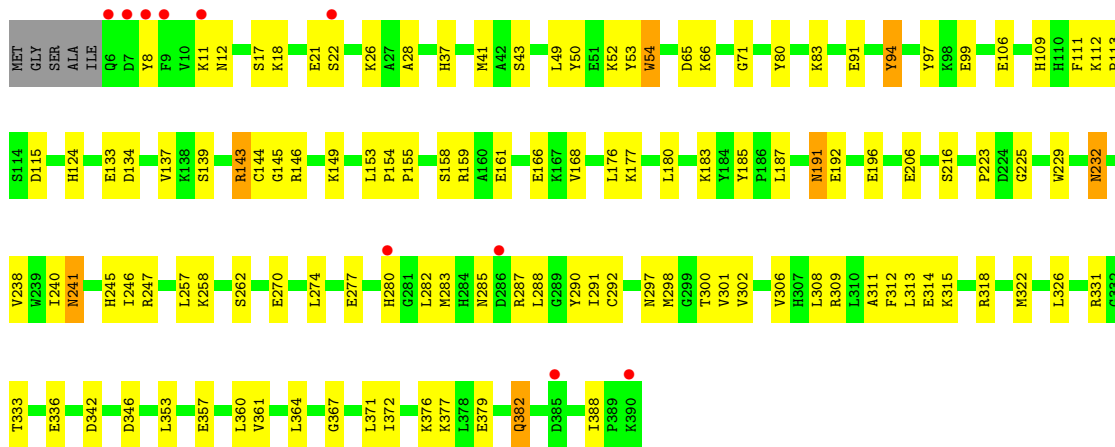 MET GLY SER ALA ILE Q6 D7 Y8 F9 V10 K11 N12 S17 K18 E21 S22 K26 A27 A28 H37 M41 A42 S43 L49 Y50 E51 K52 Y53 W54 D65 K66 G71 Y80 K83 E91 Y94 Y97 K98 E99 E106 H109 H110 F111 K112 P113
S114 D115 H124 E133 D134 V137 K138 S139 R143 C144 G145 R146 K149 L153 P154 P155 S158 R159 A160 E161 E166 K167 V168 L176 K177 L180 K183 Y184 Y185 P186 L187 N191 E192 E196 E206 S216 P223 D224 G225 W229 N232
V238 W239 I240 N241 H245 I246 R247 L257 K258 S262 E270 L274 E277 H280 G281 L282 M283 H284 N285 D286 R287 L288 G289 Y290 I291 C292 N297 M298 G299 T300 V301 V302 V306 H307 L308 R309 L310 A311 F312 L313 E314 K315 R318 M322 L326 R331 G332
T333 E336 D342 D346 L353 E357 L360 V361 L364 G367 L371 I372 K376 K377 L378 E379 Q382 D385 I388 P389 K390